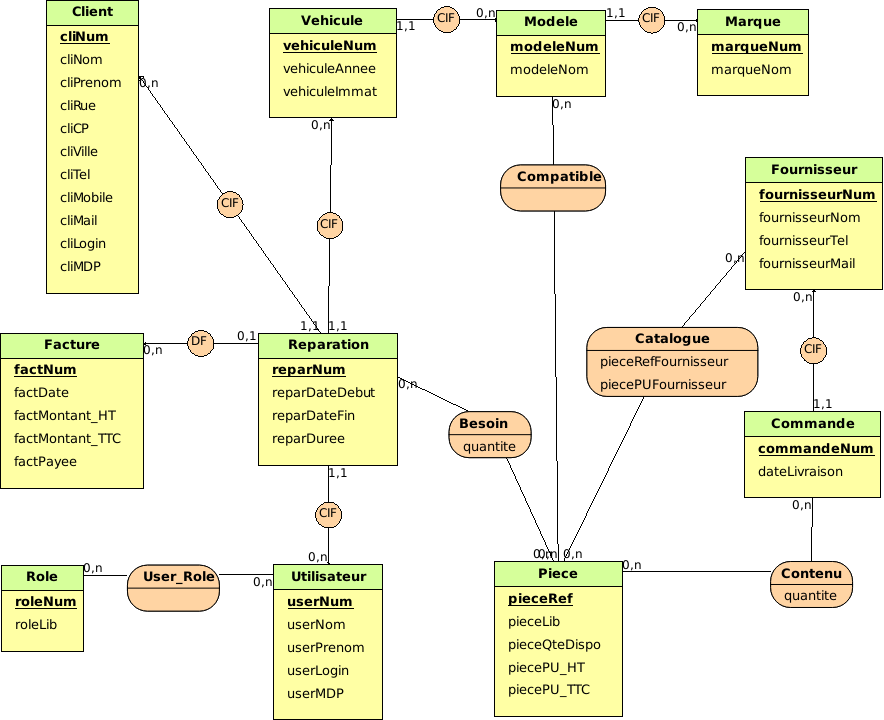 Client
cliNum
cliNom
cliPrenom
cliRue
cliCP
cliVille
cliTel
cliMobile
cliMail
cliLogin
cliMDP
0,n
CIF
1,1
Vehicule
vehiculeNum
vehiculeAnnee
vehiculeImmat
1,1
CIF
0,n
0,n
CIF
1,1
Modele
modeleNum
modeleNom
1,1
CIF
0,n
0,n
Marque
marqueNum
marqueNom
Compatible
Fournisseur
fournisseurNum
fournisseurNom
fournisseurTel
fournisseurMail
0,n
0,n
CIF
1,1
Catalogue
pieceRefFournisseur
piecePUFournisseur
Facture
factNum
factDate
factMontant_HT
factMontant_TTC
factPayee
0,n
DF
0,1
Reparation
reparNum
reparDateDebut
reparDateFin
reparDuree
0,n
1,1
CIF
0,n
Besoin
quantite
Commande
commandeNum
dateLivraison
0,n
Role
roleNum
roleLib
0,n
User_Role
0,n
Utilisateur
userNum
userNom
userPrenom
userLogin
userMDP
0,n
0,n
0,n
Piece
pieceRef
pieceLib
pieceQteDispo
piecePU_HT
piecePU_TTC
0,n
Contenu
quantite